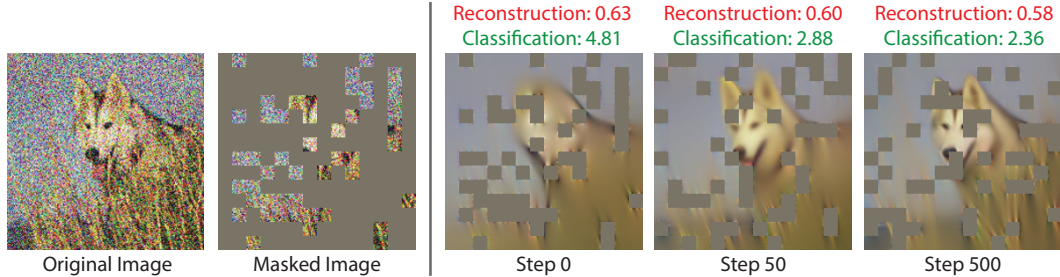 Reconstruction: 0.63
Classification: 4.81
Reconstruction: 0.60
Classification: 2.88
Reconstruction: 0.58
Classification: 2.36
Original Image
Masked Image
Step 0
Step 50
Step 500